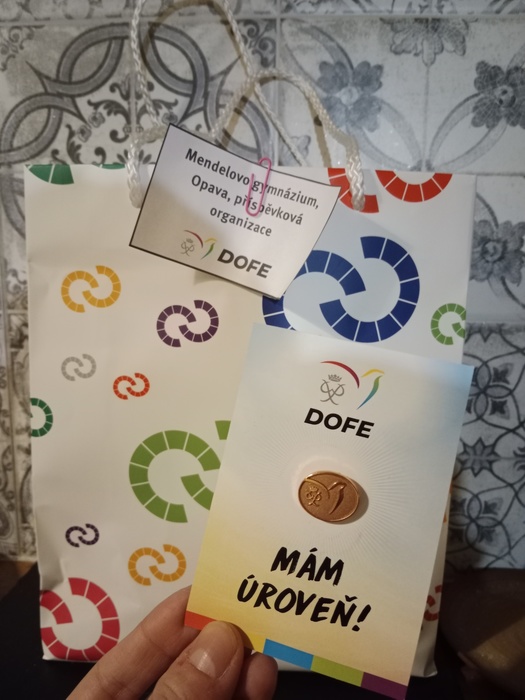 Mendelovo gymnázium,
Opava, příspěvková
organizace
DOFE
DOFE
MÁM
ÚROVEŇ!